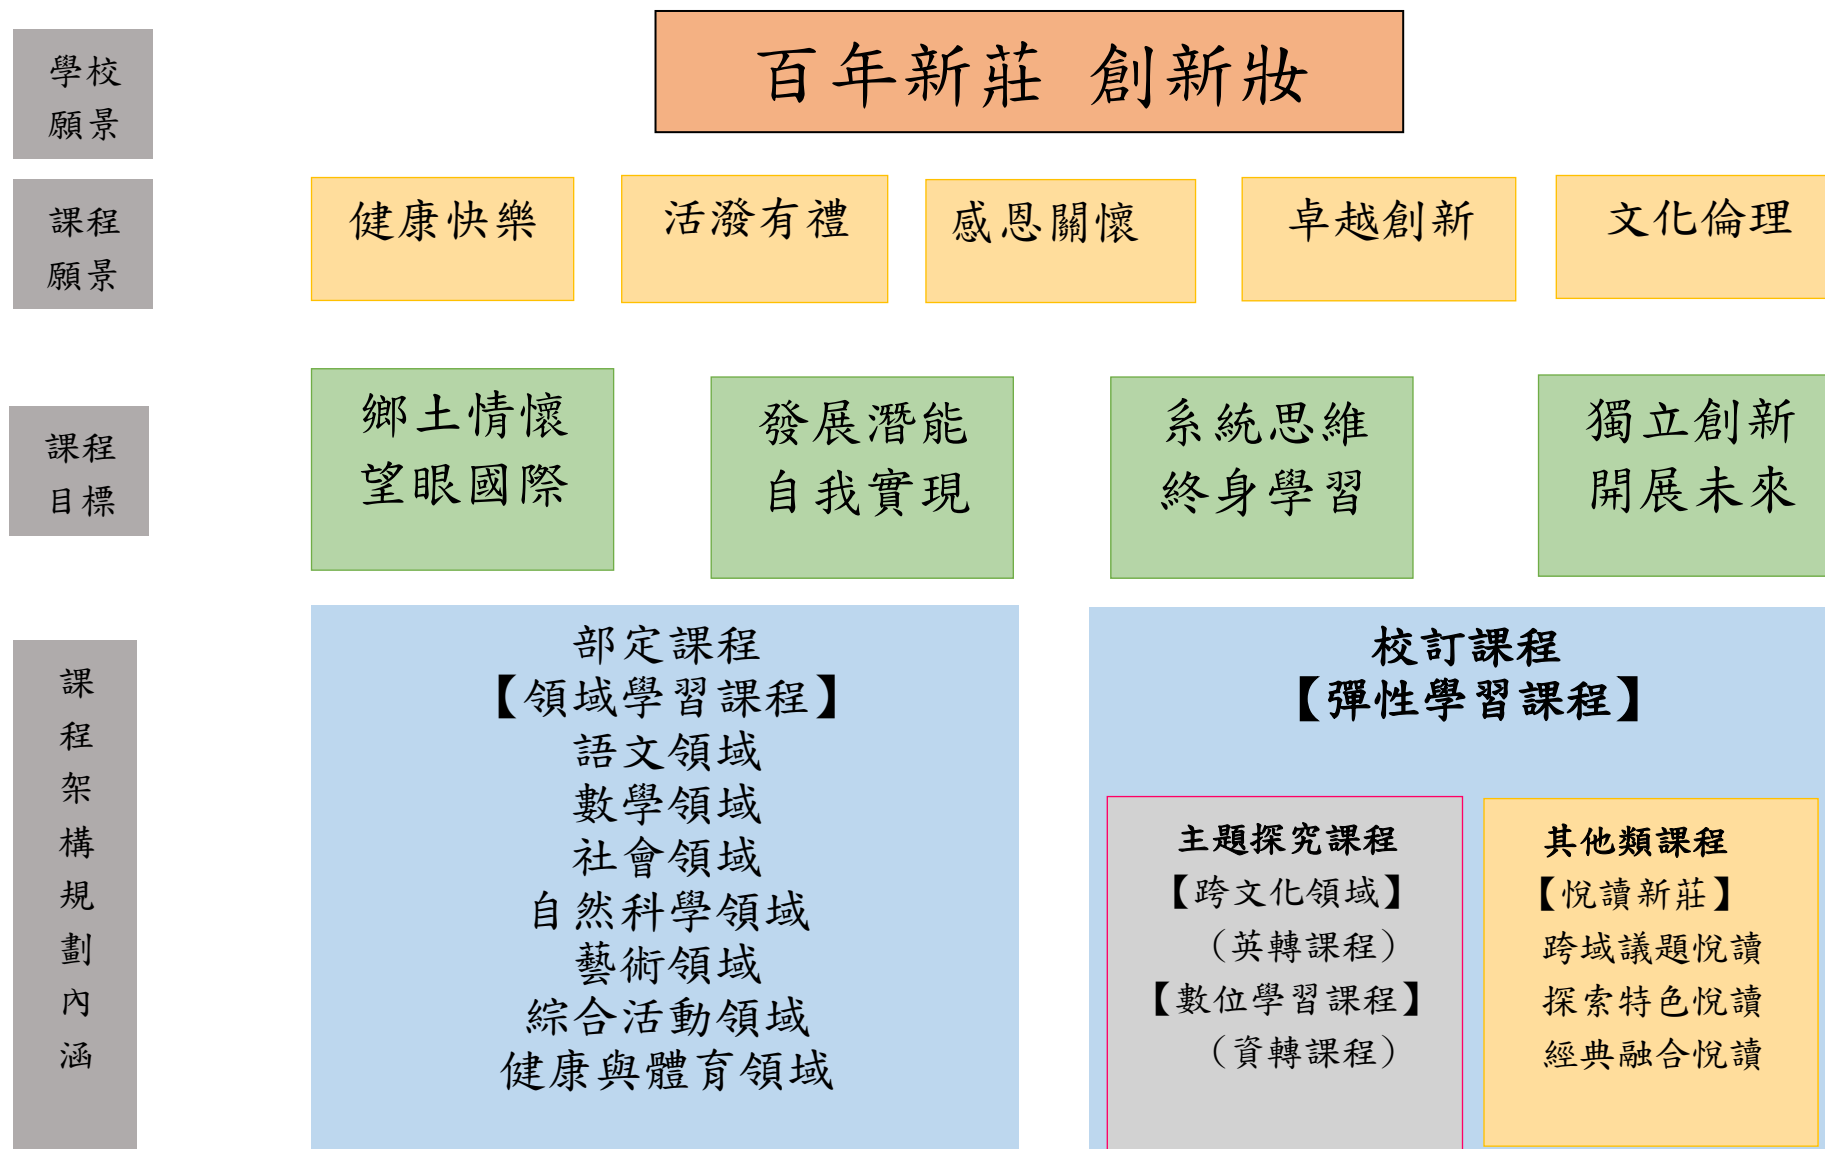 學校
願景
百年新莊 創新妝
課程
願景
健康快樂
活潑有禮
感恩關懷
卓越創新
文化倫理
課程
目標
鄉土情懷
望眼國際
發展潛能
自我實現
系統思維
終身學習
獨立創新
開展未來
課
程
架
構
規
劃
內
涵
部定課程
【領域學習課程】
語文領域
數學領域
社會領域
自然科學領域
藝術領域
綜合活動領域
健康與體育領域
校訂課程
【彈性學習課程】
主題探究課程
【跨文化領域】
（英轉課程）
【數位學習課程】
（資轉課程）
其他類課程
【悅讀新莊】
跨域議題悅讀
探索特色悅讀
經典融合悅讀